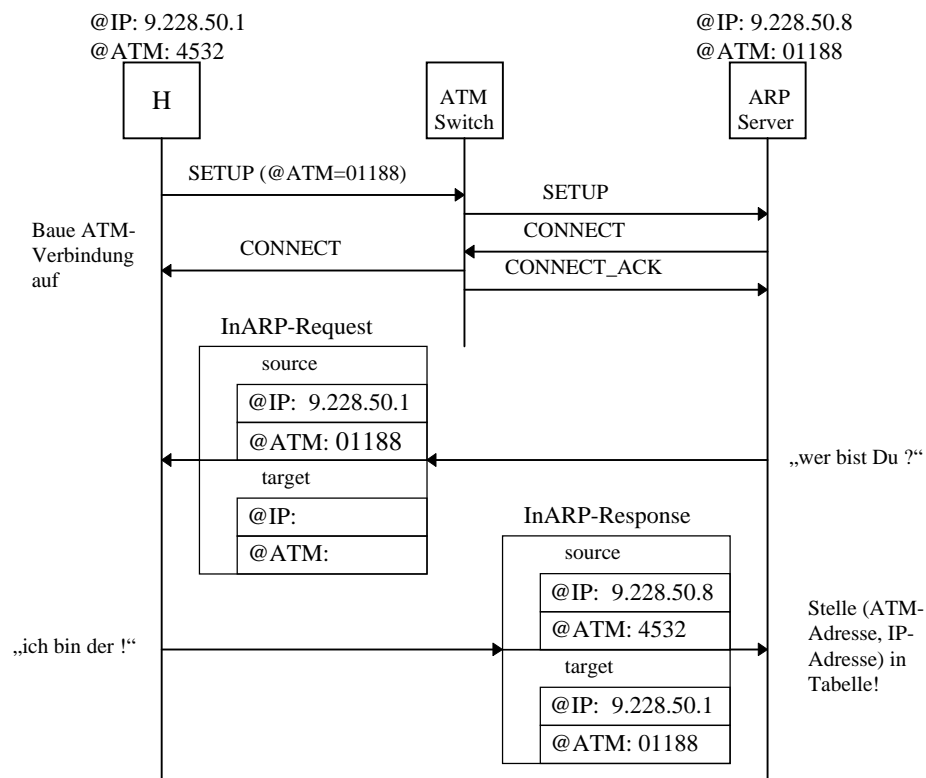 @IP: 9.228.50.1
@ATM: 4532
@IP: 9.228.50.8
@ATM: 01188
H
ATM
Switch
ARP
Server
SETUP (@ATM=01188)
SETUP
Baue ATM-
Verbindung
auf
CONNECT
CONNECT
CONNECT_ACK
InARP-Request
source
@IP: 9.228.50.1
@ATM: 01188
target
@IP:
@ATM:
„wer bist Du ?“
InARP-Response
source
@IP: 9.228.50.8
@ATM: 4532
target
@IP: 9.228.50.1
@ATM: 01188
„ich bin der !“
Stelle (ATM-
Adresse, IP-
Adresse) in
Tabelle!